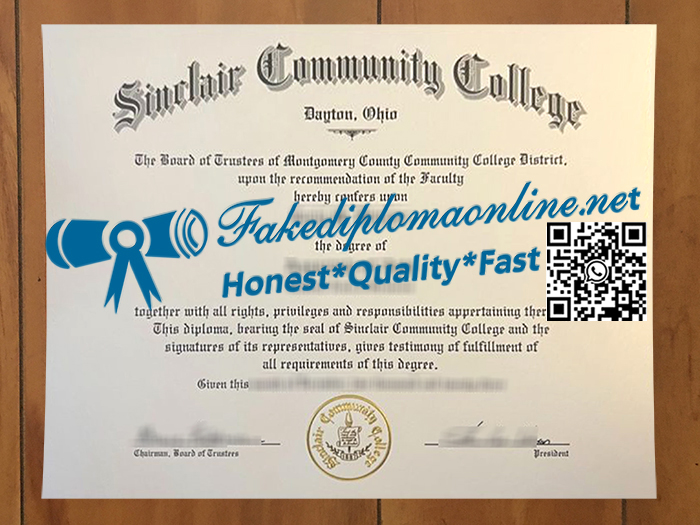 Sinclair Community College
Dayton, Ohio
The Board of Trustees of Montgomery County Community College District,
upon the recommendation of the Faculty
hereby confers upon
Fakediplomaonline.net
the degree of
Honest*Quality*Fast
together with all rights, privileges and responsibilities appertaining
This diploma, bearing the seal of Sinclair Community College and the
signatures of its representatives, gives testimony of fulfillment of
all requirements of this degree.
Given this
Sinclair Community College
Chairman, Board of Trustees
President